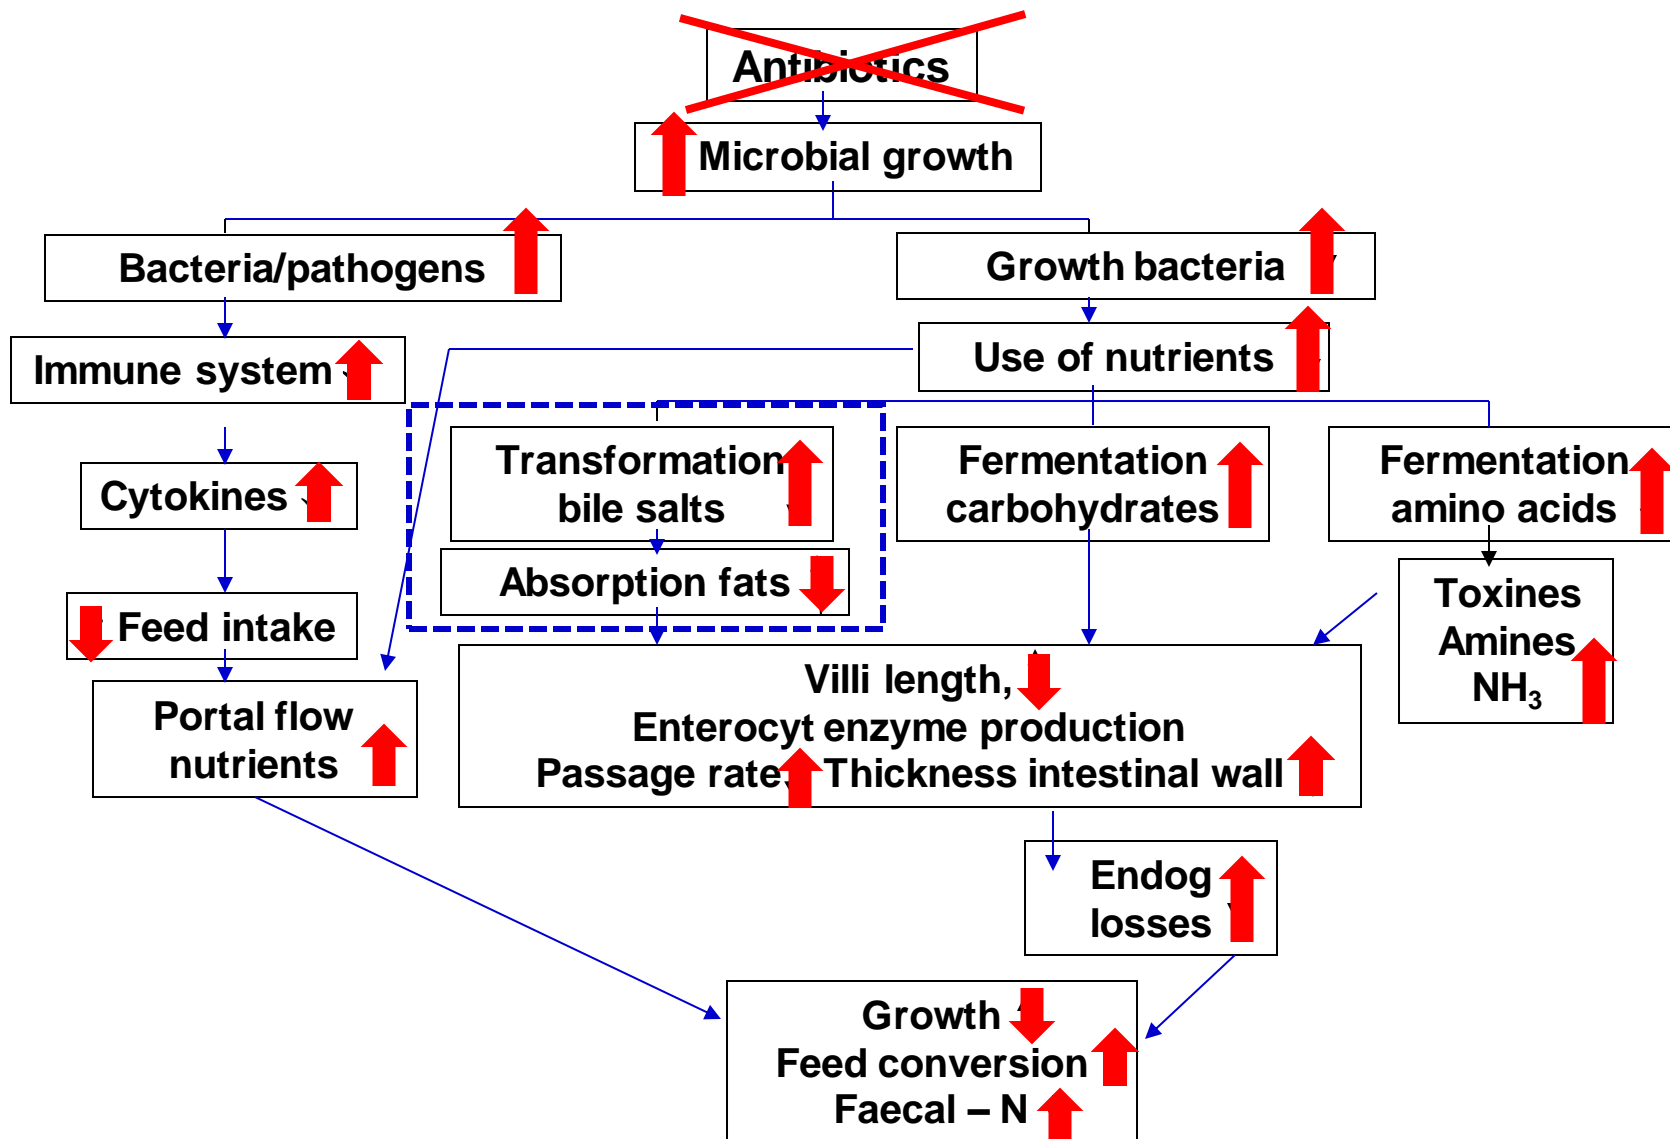 Antibiotics
Microbial growth
Bacteria/pathogens
Growth bacteria
Immune system
Use of nutrients
Transformation
bile salts
Fermentation
carbohydrates
Fermentation
amino acids
Cytokines
Absorption fats
Toxines
Amines
NH₃
Feed intake
Villi length,
Enterocyt enzyme production
Passage rate, Thickness intestinal wall
Portal flow
nutrients
Endog
losses
Growth
Feed conversion
Faecal – N